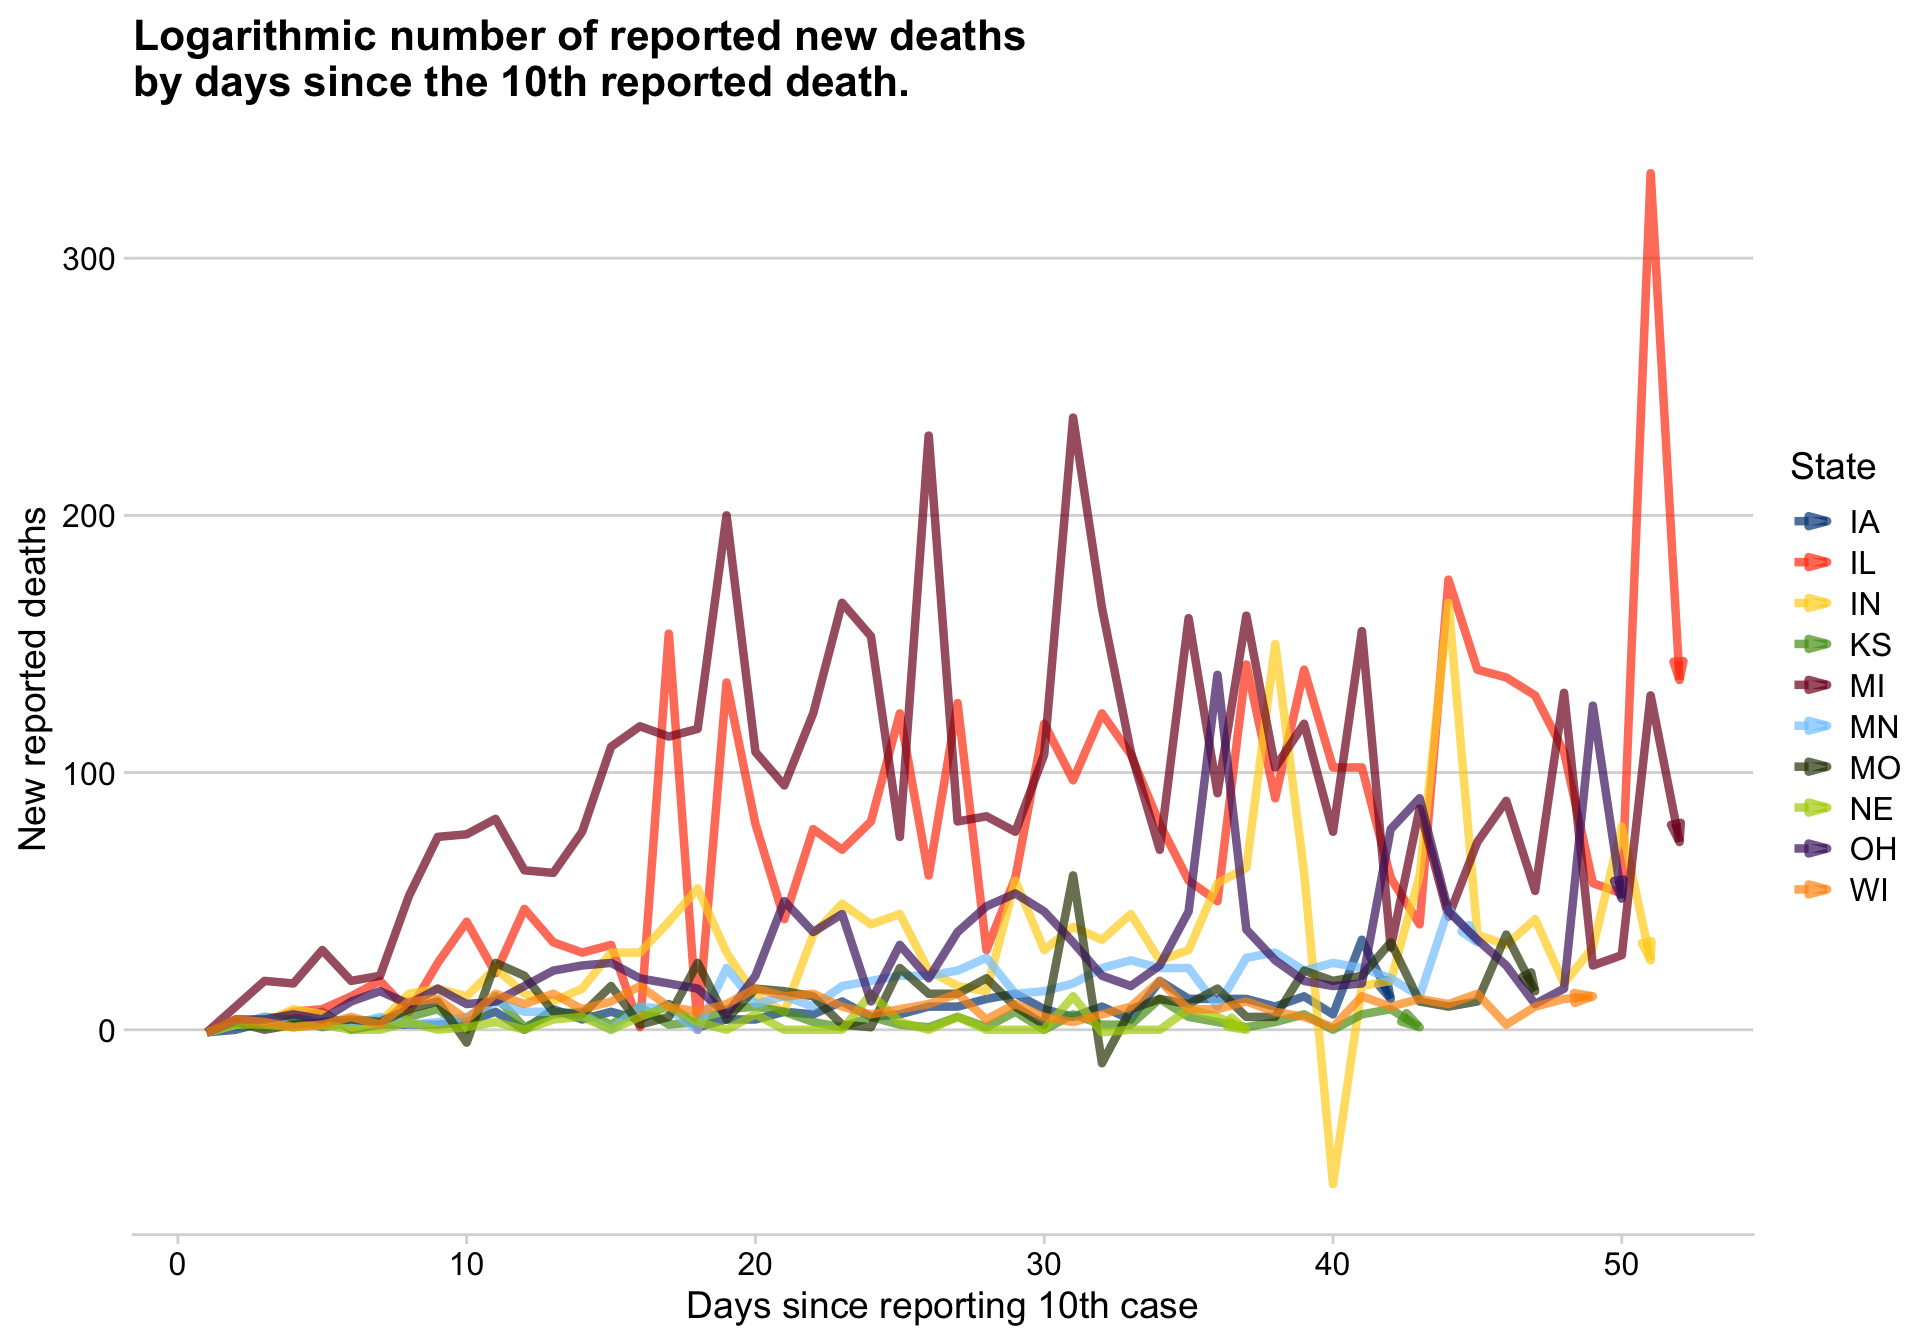 Logarithmic number of reported new deaths
by days since the 10th reported death.
New reported deaths
300
200
100
0
0
10
20
30
40
50
Days since reporting 10th case
State
IA
IL
IN
KS
MI
MN
MO
NE
OH
WI